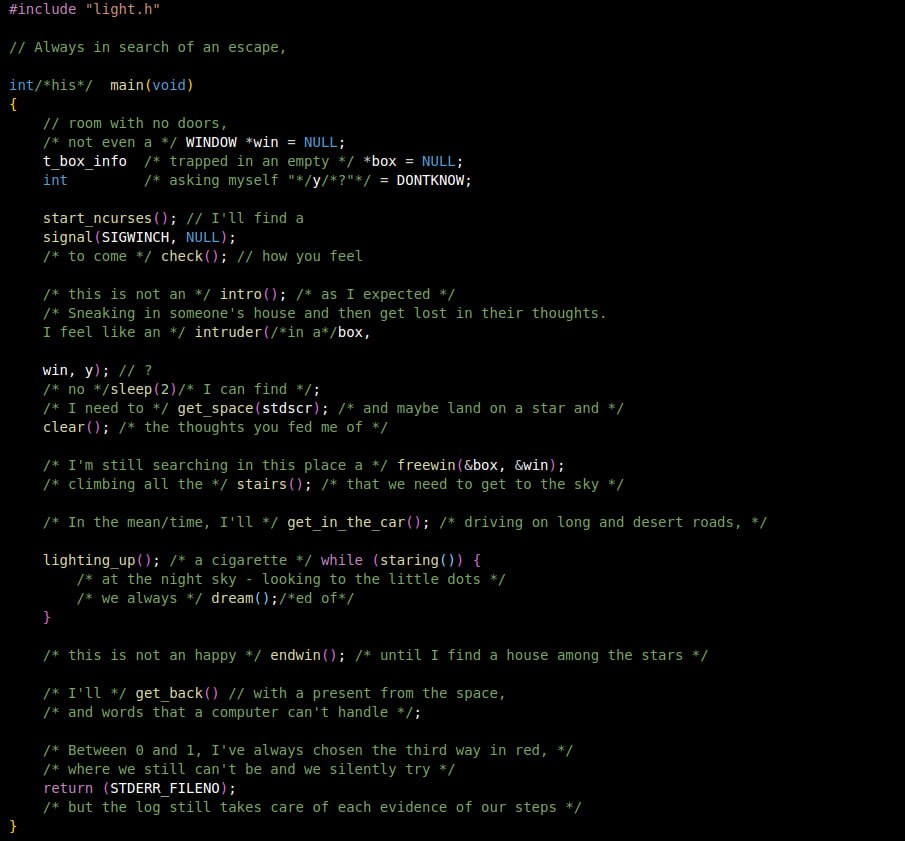 #include "light.h"

// Always in search of an escape,

int/*his*/  main(void)
{
    // room with no doors,
    /* not even a */ WINDOW *win = NULL;
    t_box_info  /* trapped in an empty */ *box = NULL;
    int         /* asking myself "*/y/*?"*/ = DONTKNOW;

    start_ncurses(); // I'll find a
    signal(SIGWINCH, NULL);
    /* to come */ check(); // how you feel

    /* this is not an */ intro(); /* as I expected */
    /* Sneaking in someone's house and then get lost in their thoughts.
    I feel like an */ intruder(/*in a*/box,

    win, y); // ?
    /* no */sleep(2)/* I can find */;
    /* I need to */ get_space(stdscr); /* and maybe land on a star and */
    clear(); /* the thoughts you fed me of */

    /* I'm still searching in this place a */ freewin(&box, &win);
    /* climbing all the */ stairs(); /* that we need to get to the sky */

    /* In the mean/time, I'll */ get_in_the_car(); /* driving on long and desert roads, */

    lighting_up(); /* a cigarette */ while (staring()) {
        /* at the night sky - looking to the little dots */
        /* we always */ dream();/*ed of*/
    }

    /* this is not an happy */ endwin(); /* until I find a house among the stars */

    /* I'll */ get_back() // with a present from the space,
    /* and words that a computer can't handle */;

    /* Between 0 and 1, I've always chosen the third way in red, */
    /* where we still can't be and we silently try */
    return (STDERR_FILENO);
    /* but the log still takes care of each evidence of our steps */
}